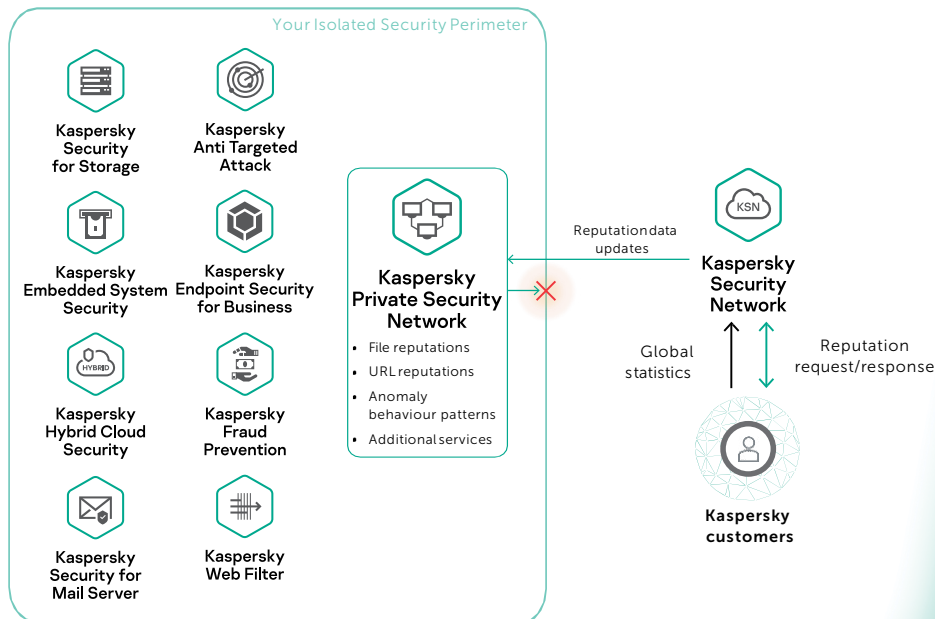 Your Isolated Security Perimeter
Kaspersky
Security
for Storage
Kaspersky
Anti Targeted
Attack
Kaspersky
Embedded System
Security
Kaspersky
Endpoint Security
for Business
HYBRID
Kaspersky
Hybrid Cloud
Security
Kaspersky
Fraud
Prevention
Kaspersky
Security for
Mail Server
Kaspersky
Web Filter
Kaspersky
Private Security
Network
• File reputations
• URL reputations
• Anomaly
behaviour patterns
• Additional services
Reputation data
updates
KSN
Kaspersky
Security
Network
Global
statistics
Reputation
request/response
Kaspersky
customers